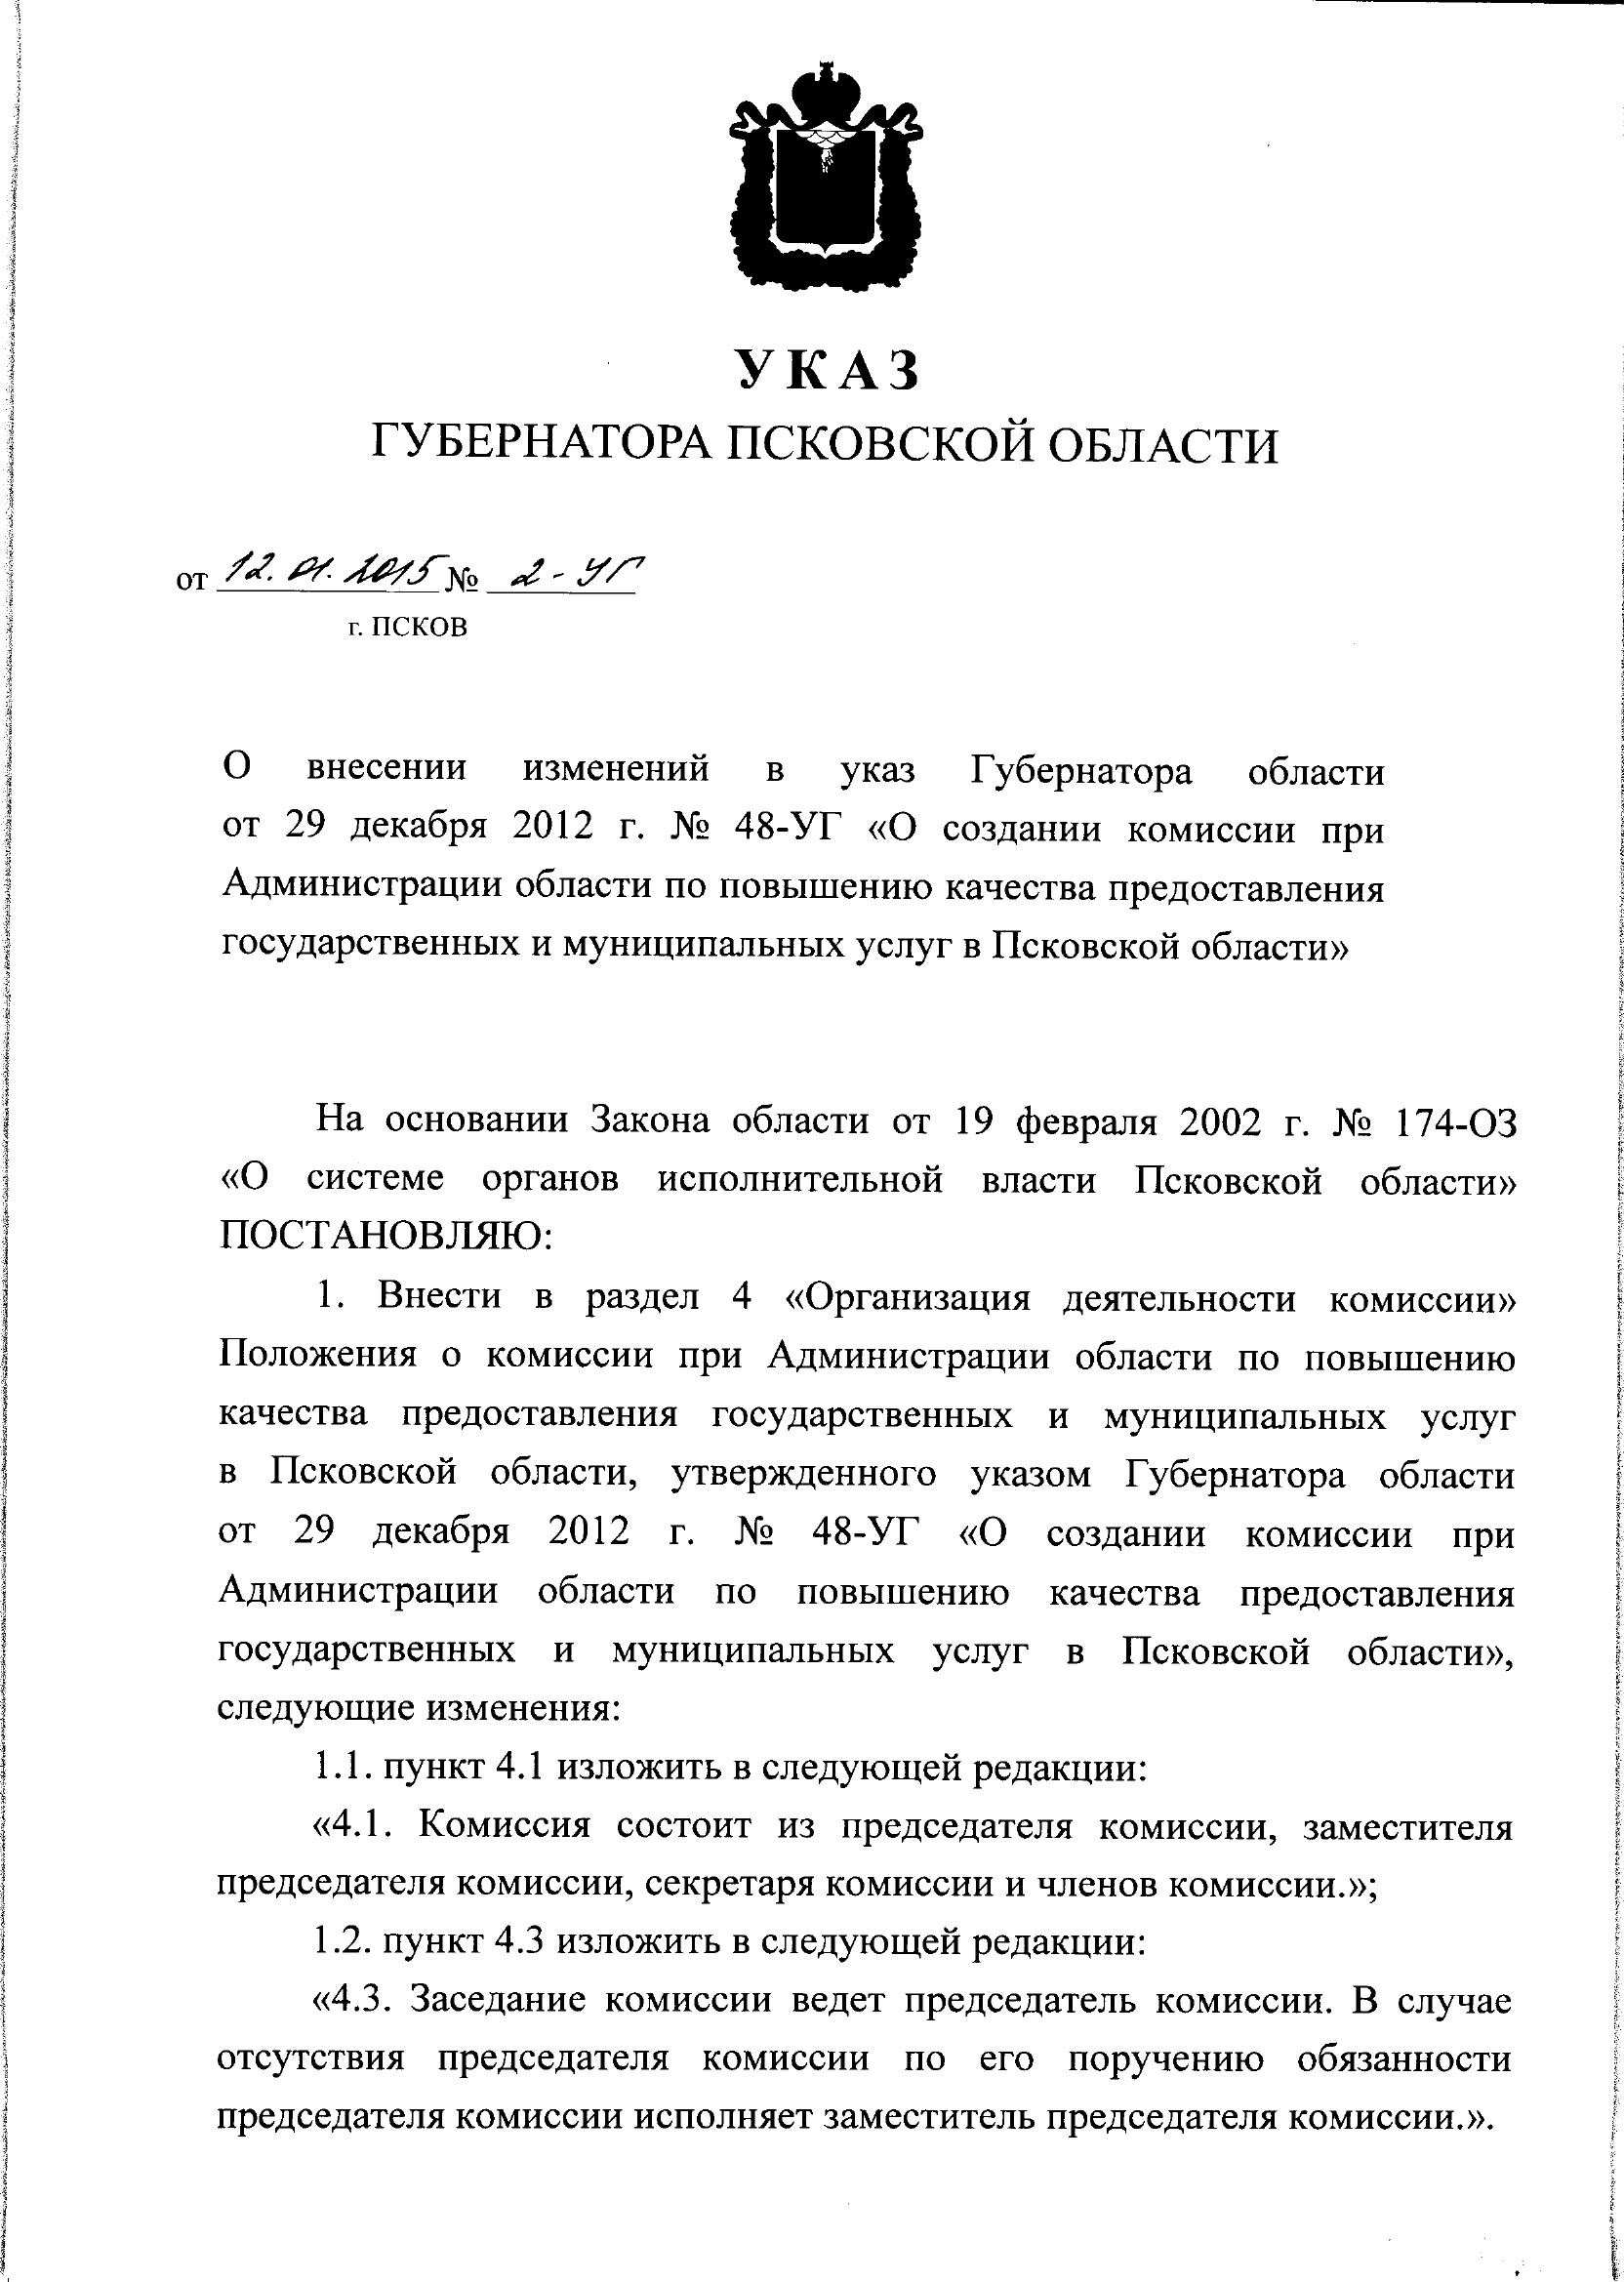 УКАЗ
ГУБЕРНАТОРА ПСКОВСКОЙ ОБЛАСТИ
от 12.01.2015 № 2-УГ
г. ПСКОВ
О внесении изменений в указ Губернатора области
от 29 декабря 2012 г. № 48-УГ «О создании комиссии при
Администрации области по повышению качества предоставления
государственных и муниципальных услуг в Псковской области»
На основании Закона области от 19 февраля 2002 г. № 174-ОЗ
«О системе органов исполнительной власти Псковской области»
ПОСТАНОВЛЯЮ:
1. Внести в раздел 4 «Организация деятельности комиссии»
Положения о комиссии при Администрации области по повышению
качества предоставления государственных и муниципальных услуг
в Псковской области, утвержденного указом Губернатора области
от 29 декабря 2012 г. № 48-УГ «О создании комиссии при
Администрации области по повышению качества предоставления
государственных и муниципальных услуг в Псковской области»,
следующие изменения:
1.1. пункт 4.1 изложить в следующей редакции:
«4.1. Комиссия состоит из председателя комиссии, заместителя
председателя комиссии, секретаря комиссии и членов комиссии.»;
1.2. пункт 4.3 изложить в следующей редакции:
«4.3. Заседание комиссии ведет председатель комиссии. В случае
отсутствия председателя комиссии по его поручению обязанности
председателя комиссии исполняет заместитель председателя комиссии.».